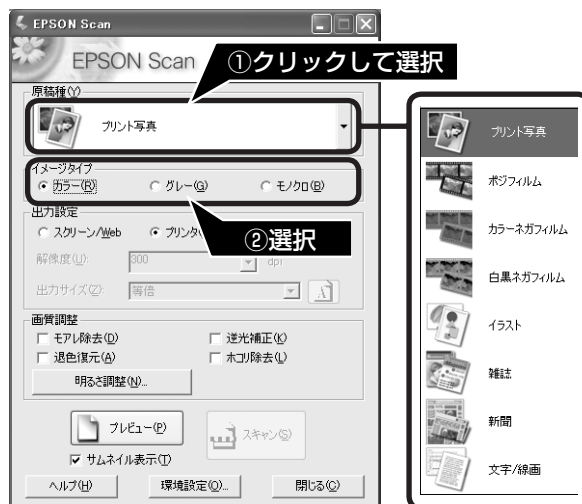 EPSON Scan
EPSON Scan
①クリックして選択
原稿種(Y)
プリント写真
イメージタイプ
カラー(R) グレー(G) モノクロ(B)
出力設定
スクリーン/Web プリンタ
②選択
解像度(U): 300 dpi
出力サイズ(Z): 等倍
画質調整
モアレ除去(D) 逆光補正(K)
退色復元(A) ホコリ除去(L)
明るさ調整(N)...
プレビュー(P) スキャン(S)
サムネイル表示(T)
ヘルプ(H) 環境設定(O)... 閉じる(C)
プリント写真
ポジフィルム
カラーネガフィルム
白黒ネガフィルム
イラスト
雑誌
新聞
文字/線画